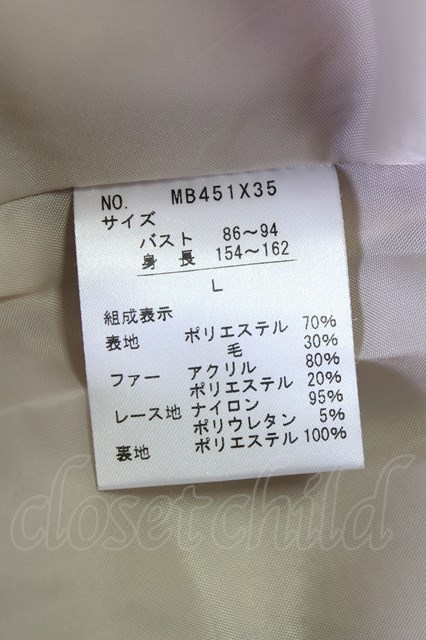 NO. MB451X35
サイズ
バスト 86〜94
身長 154〜162
L
組成表示
表地 ポリエステル 70%
毛 30%
ファー アクリル 80%
ポリエステル 20%
レース地 ナイロン 95%
ポリウレタン 5%
裏地 ポリエステル 100%
closet child